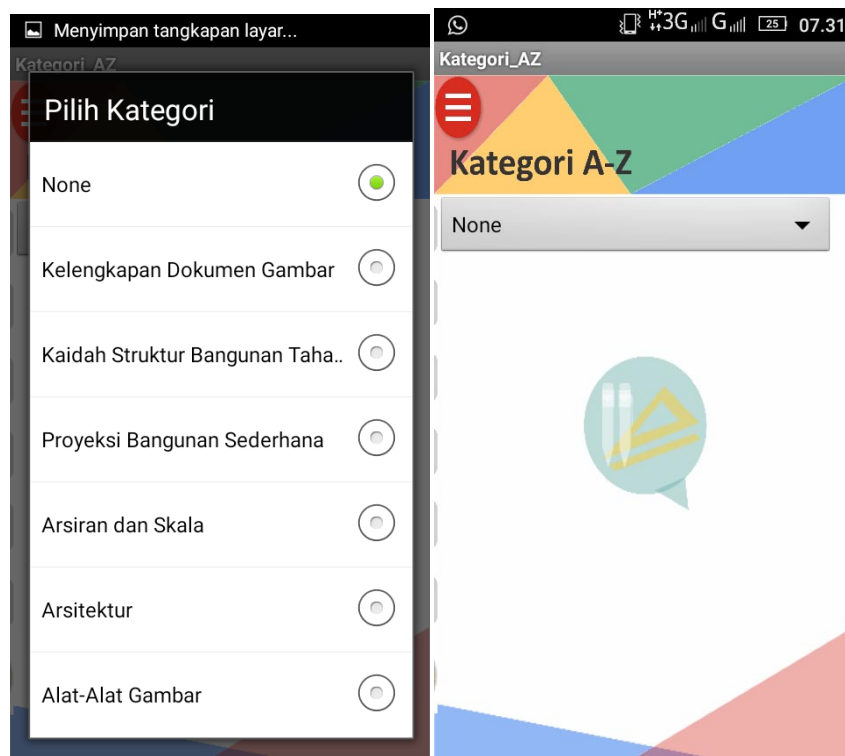 Menyimpan tangkapan layar...
Kategori_AZ
Pilih Kategori
None
Kelengkapan Dokumen Gambar
Kaidah Struktur Bangunan Taha..
Proyeksi Bangunan Sederhana
Arsiran dan Skala
Arsitektur
Alat-Alat Gambar
H+ 3G G 25 07.31
Kategori_AZ
Kategori A-Z
None